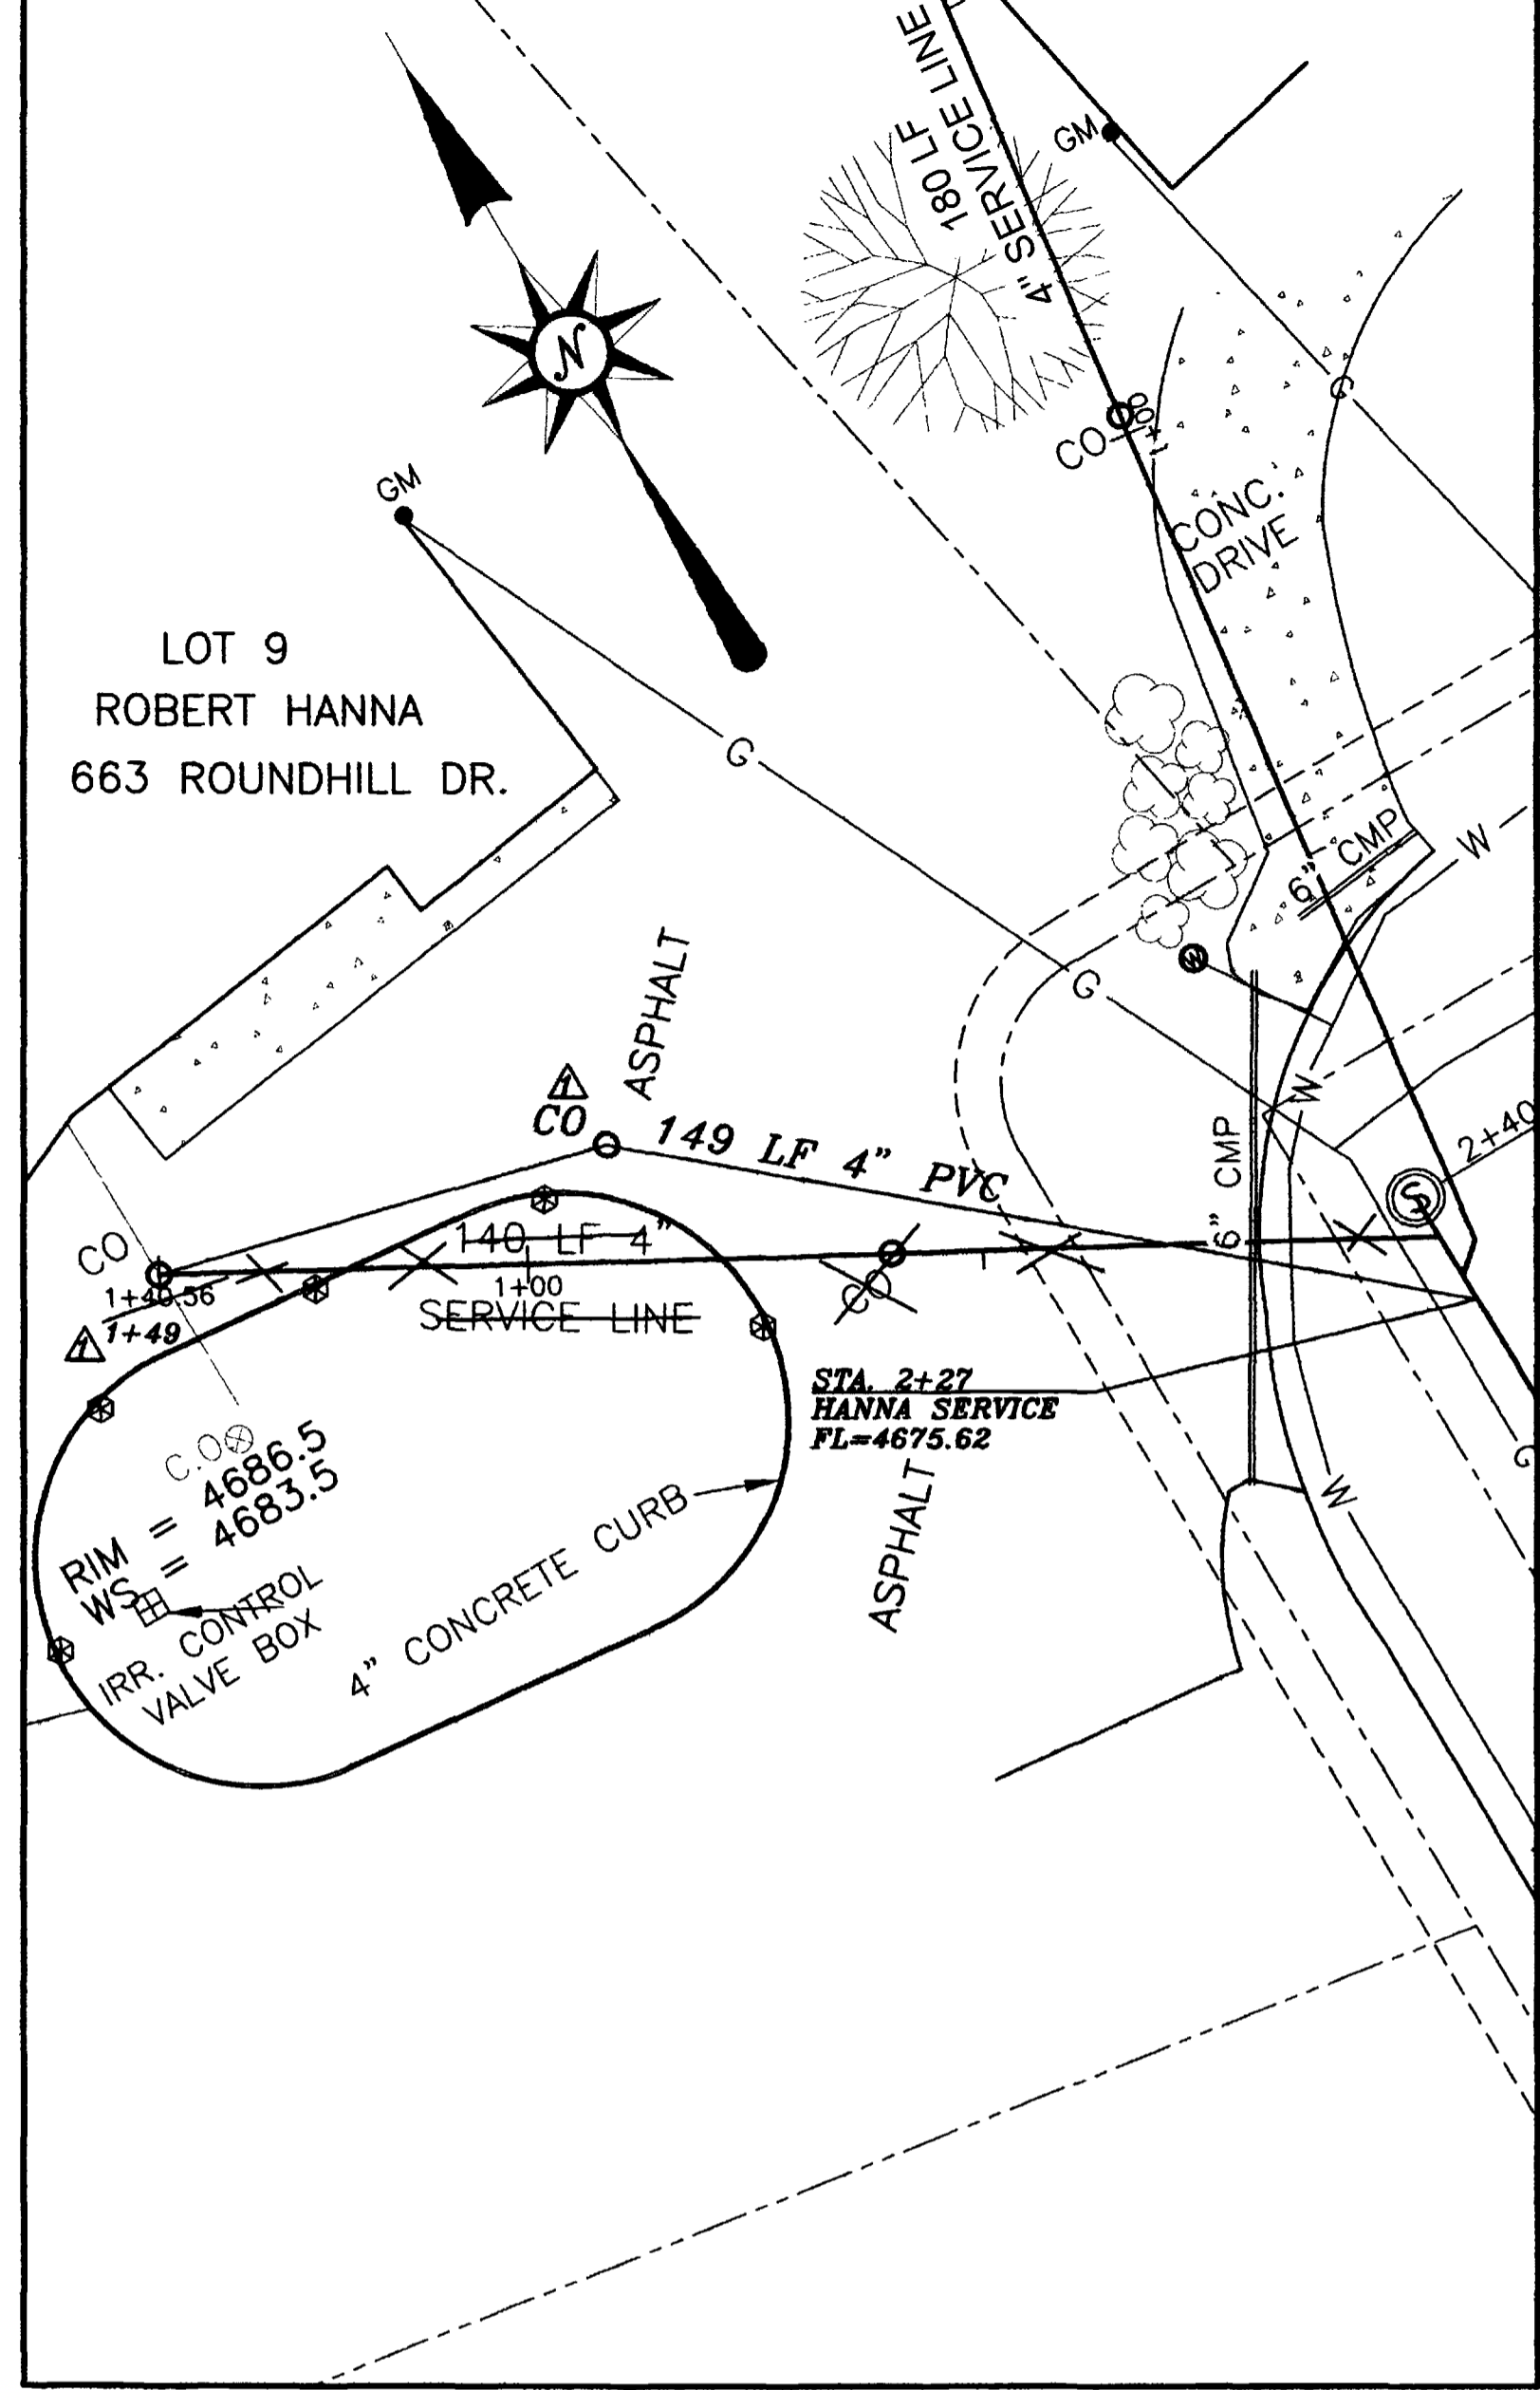 180 LF
4" SERVICE LINE
GM
N
G
CO
1+60
GM
CONC.
DRIVE
LOT 9
ROBERT HANNA
663 ROUNDHILL DR.
G
6" CMP
W
W
ASPHALT
G
1
CO
149 LF 4" PVC
W
6" CMP
2+40
S
CO
140 LF 4"
1+00
SERVICE LINE
CO
1+40.56
1
1+49
STA. 2+27
HANNA SERVICE
FL=4675.62
C.O
RIM = 4686.5
WS = 4683.5
IRR. CONTROL
VALVE BOX
4" CONCRETE CURB
ASPHALT
W
G